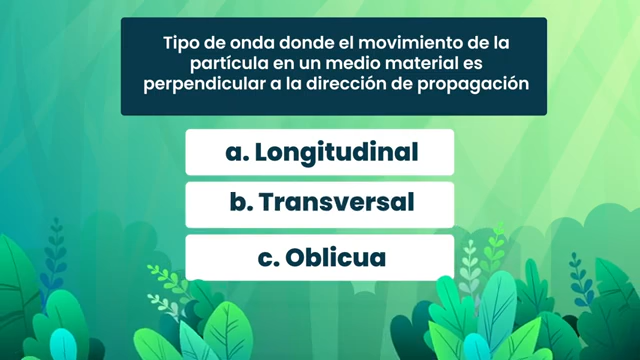 Tipo de onda donde el movimiento de la
partícula en un medio material es
perpendicular a la dirección de propagación
a. Longitudinal
b. Transversal
c. Oblicua